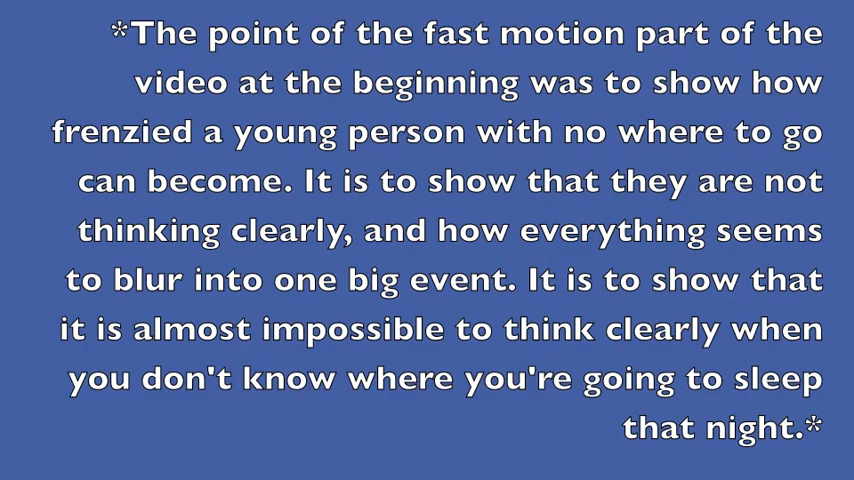 *The point of the fast motion part of the
video at the beginning was to show how
frenzied a young person with no where to go
can become. It is to show that they are not
thinking clearly, and how everything seems
to blur into one big event. It is to show that
it is almost impossible to think clearly when
you don't know where you're going to sleep
that night.*